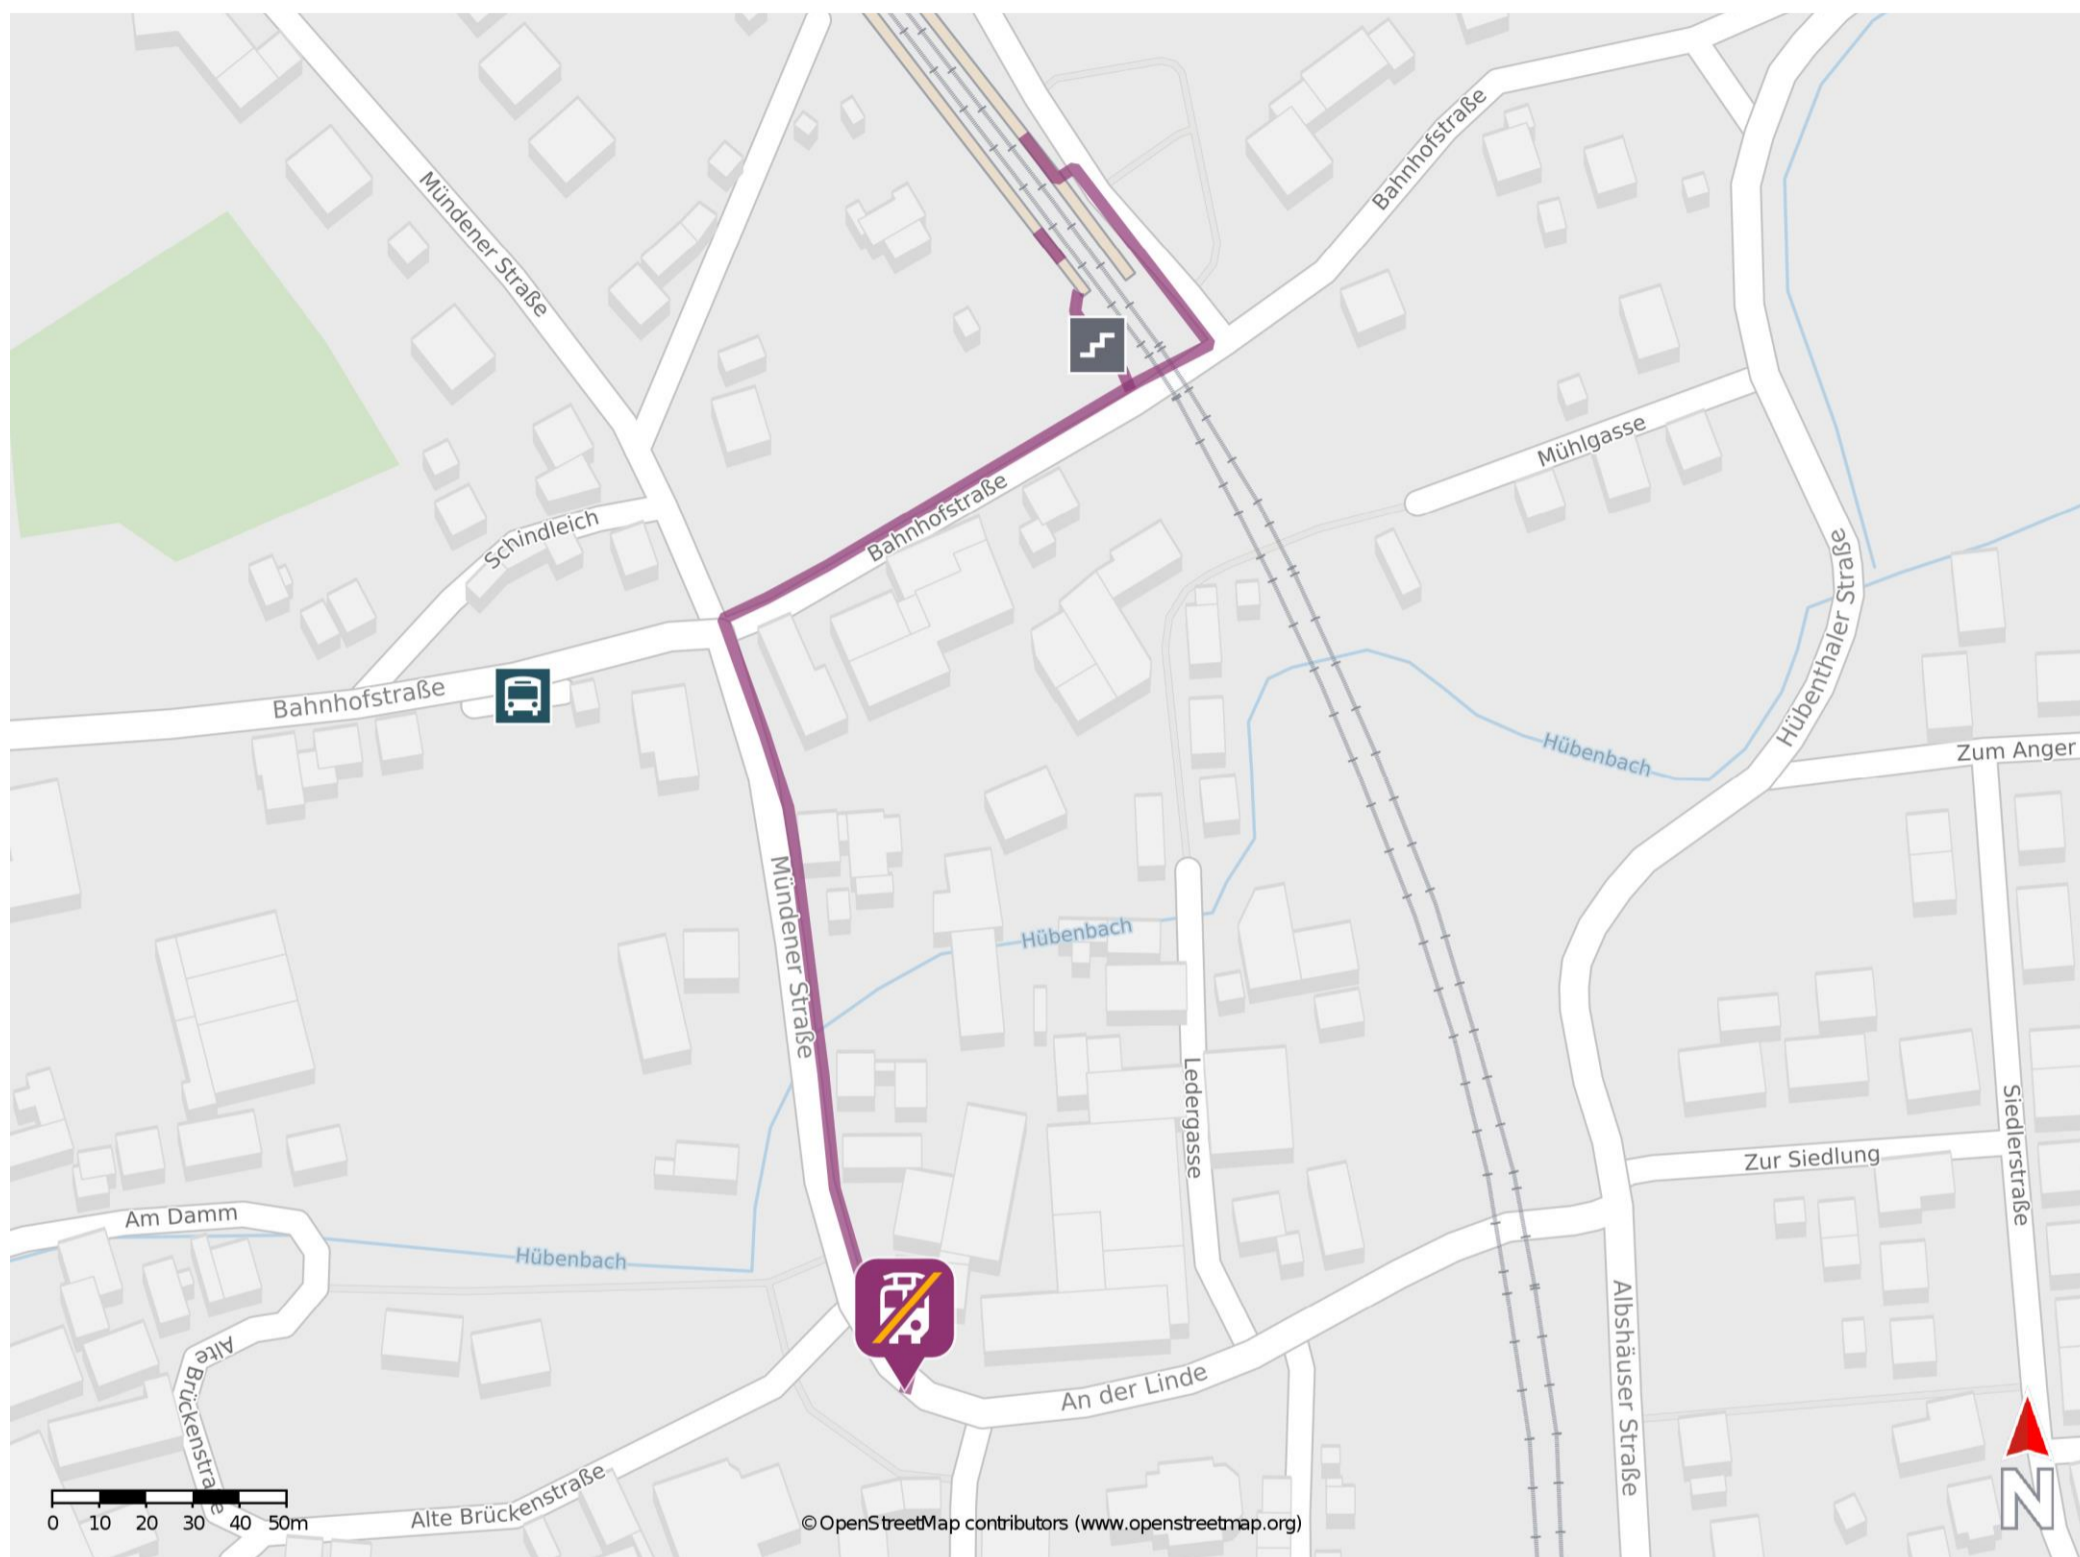 Bahnhofstraße
Mündener Straße
Mühlgasse
Bahnhofstraße
Schindleich
Hübenthaler Straße
Bahnhofstraße
Hübenbach
Zum Anger
Mündener Straße
Hübenbach
Ledergasse
Siedlerstraße
Zur Siedlung
Am Damm
Hübenbach
Albshäuser Straße
Alte Brückenstraße
An der Linde
Alte Brückenstraße
0 10 20 30 40 50m
©OpenStreetMap contributors (www.openstreetmap.org)
N